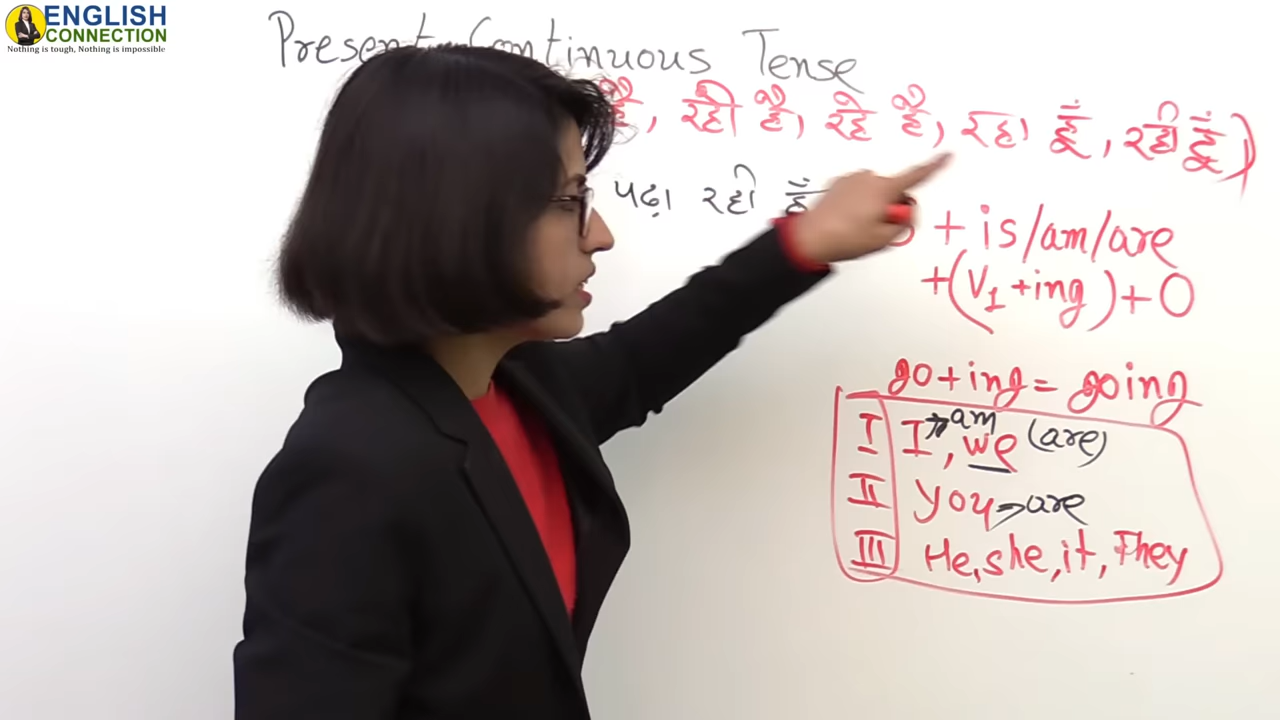 ENGLISH
CONNECTION
Nothing is tough, Nothing is impossible
Present Continuous Tense
है, रही है, रहे है, रहा हूँ, रही हूँ)
पढ़ा रही
+ is/am/are
+(V1+ing)+O
go+ing=going
I I→am, we (are)
II You→are
III He, she, it, They